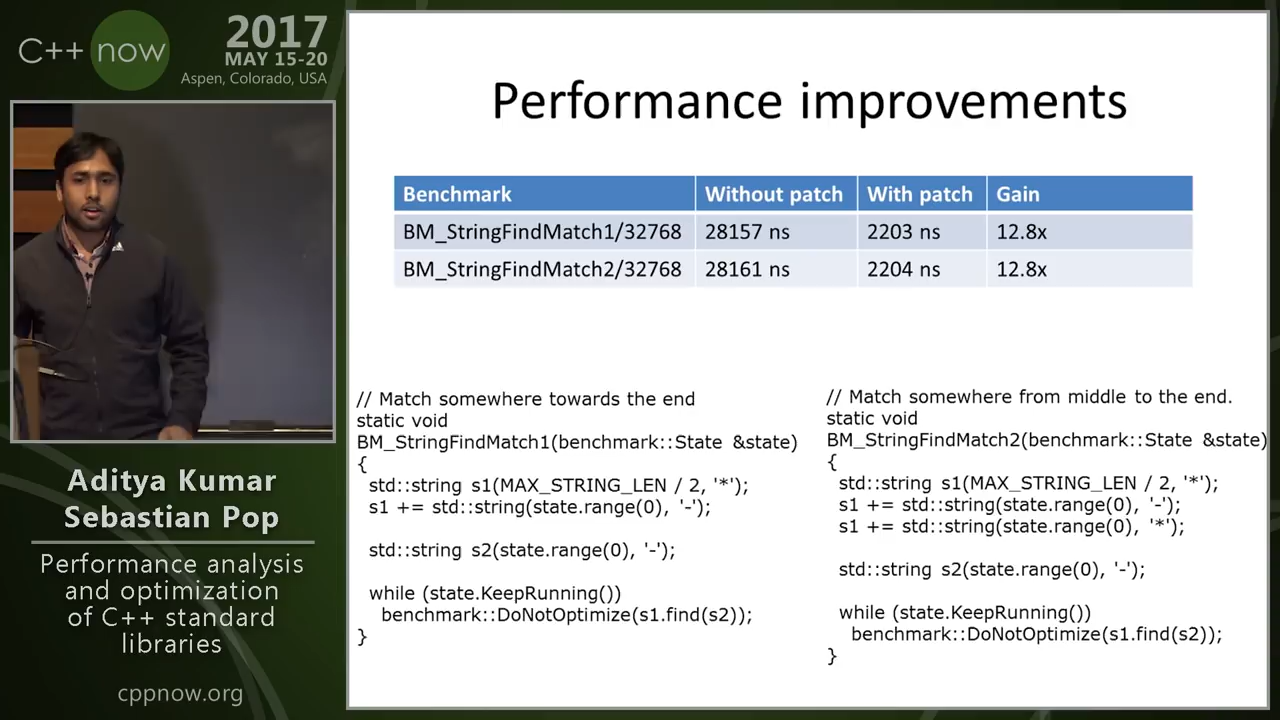 C++ now
2017
MAY 15-20
Aspen, Colorado, USA
Aditya Kumar
Sebastian Pop
Performance analysis
and optimization
of C++ standard
libraries
cppnow.org
Performance improvements
Benchmark Without patch With patch Gain
BM_StringFindMatch1/32768 28157 ns 2203 ns 12.8x
BM_StringFindMatch2/32768 28161 ns 2204 ns 12.8x
// Match somewhere towards the end
static void
BM_StringFindMatch1(benchmark::State &state)
{
s1 std::string s1(MAX_STRING_LEN / 2, '*');
s1 += std::string(state.range(0), '-');
std::string s2(state.range(0), '-');
while (state.KeepRunning())
benchmark::DoNotOptimize(s1.find(s2));
}
// Match somewhere from middle to the end.
static void
BM_StringFindMatch2(benchmark::State &state)
{
std::string s1(MAX_STRING_LEN / 2, '*');
s1 += std::string(state.range(0), '-');
s1 += std::string(state.range(0), '*');
std::string s2(state.range(0), '-');
while (state.KeepRunning())
benchmark::DoNotOptimize(s1.find(s2));
}